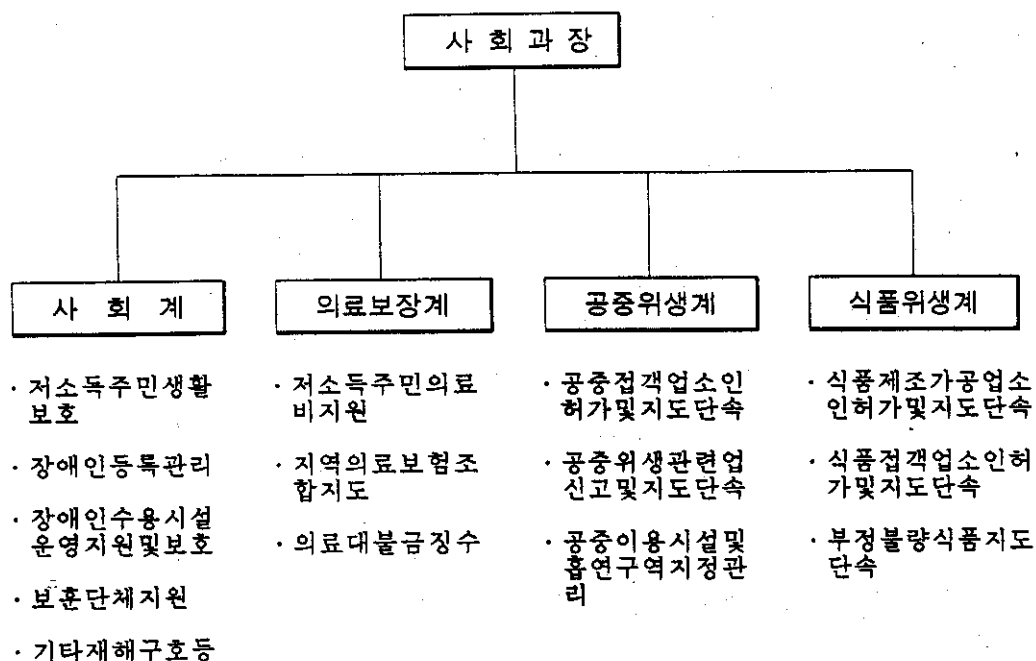 사 회 과 장
사 회 계
· 저소득주민생활
보호
· 장애인등록관리
· 장애인수용시설
운영지원및보호
· 보훈단체지원
· 기타재해구호등
의료보장계
· 저소득주민의료
비지원
· 지역의료보험조
합지도
· 의료대불금징수
공중위생계
· 공중접객업소인
허가및지도단속
· 공중위생관련업
신고및지도단속
· 공중이용시설및
흡연구역지정관
리
식품위생계
· 식품제조가공업소
인허가및지도단속
· 식품접객업소인허
가및지도단속
· 부정불량식품지도
단속